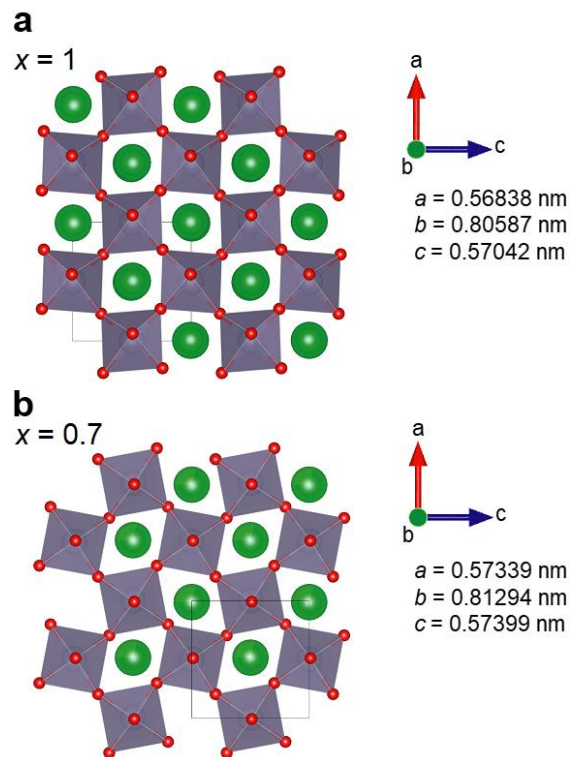 a
x = 1
a
b
c
a = 0.56838 nm
b = 0.80587 nm
c = 0.57042 nm
b
x = 0.7
a
b
c
a = 0.57339 nm
b = 0.81294 nm
c = 0.57399 nm